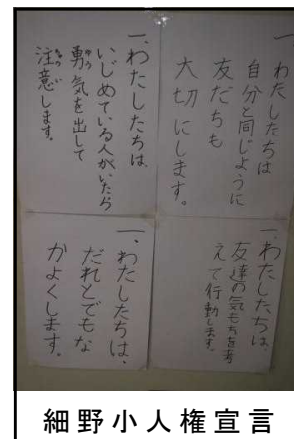 一、わたしたちは
自分と同じように
友だちも
大切にします。
一、わたしたちは
いじめている人がいたら
勇気を出して
注意します。
一、わたしたちは
友達の気もちを考
えて行動します。
一、わたしたちは、
だれとでもな
かよくします。
細野小人権宣言